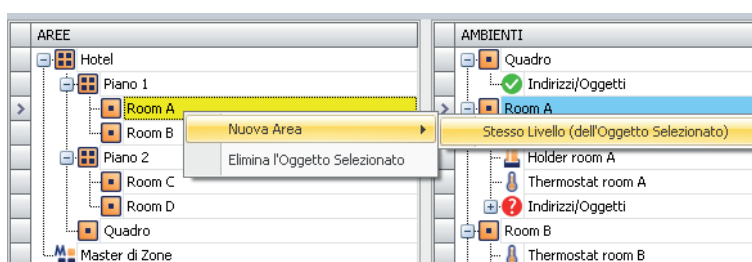 AREE
Hotel
Piano 1
Room A
Room B
Piano 2
Room C
Room D
Quadro
Master di Zone
Nuova Area
Elimina l'Oggetto Selezionato
Stesso Livello (dell'Oggetto Selezionato)
AMBIENTI
Quadro
Indirizzi/Oggetti
Room A
Holder room A
Thermostat room A
Indirizzi/Oggetti
Room B
Thermostat room B